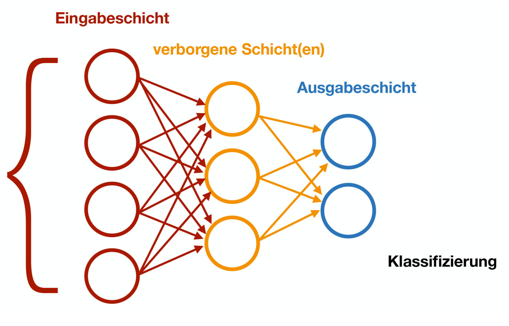 Eingabeschicht
verborgene Schicht(en)
Ausgabeschicht
Klassifizierung